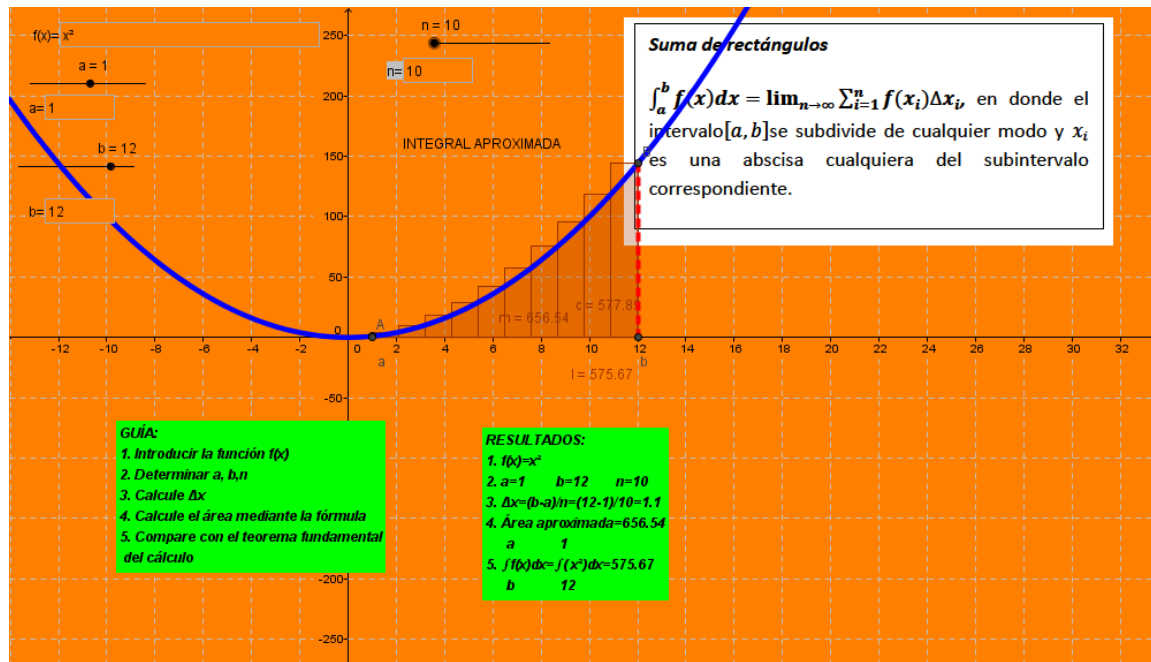 f(x)= x²
a = 1
a= 1
b = 12
b= 12
n = 10
n= 10
INTEGRAL APROXIMADA
Suma de rectángulos
∫ₐᵇ f(x)dx = lim_{n→∞} ∑ⁿᵢ₌₁ f(xᵢ)Δxᵢ, en donde el
intervalo[a, b]se subdivide de cualquier modo y xᵢ
es una abscisa cualquiera del subintervalo
correspondiente.
250
200
150
100
50
0
-50
-200
-250
-12 -10 -8 -6 -4 -2 0 2 4 6 8 10 12 14 16 18 20 22 24 26 28 30 32
A
a
B
b
m = 656.54
c = 577.89
l = 575.67
GUÍA:
1. Introducir la función f(x)
2. Determinar a, b,n
3. Calcule Δx
4. Calcule el área mediante la fórmula
5. Compare con el teorema fundamental
del cálculo
RESULTADOS:
1. f(x)=x²
2. a=1 b=12 n=10
3. Δx=(b-a)/n=(12-1)/10=1.1
4. Área aproximada=656.54
a 1
5. ∫f(x)dx=∫(x²)dx=575.67
b 12